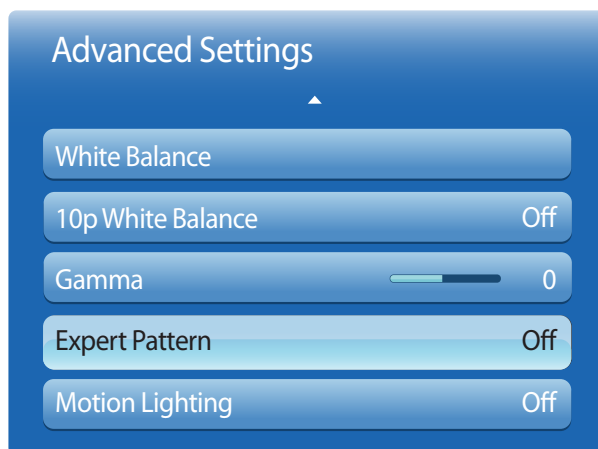 Advanced Settings
White Balance
10p White Balance Off
Gamma 0
Expert Pattern Off
Motion Lighting Off